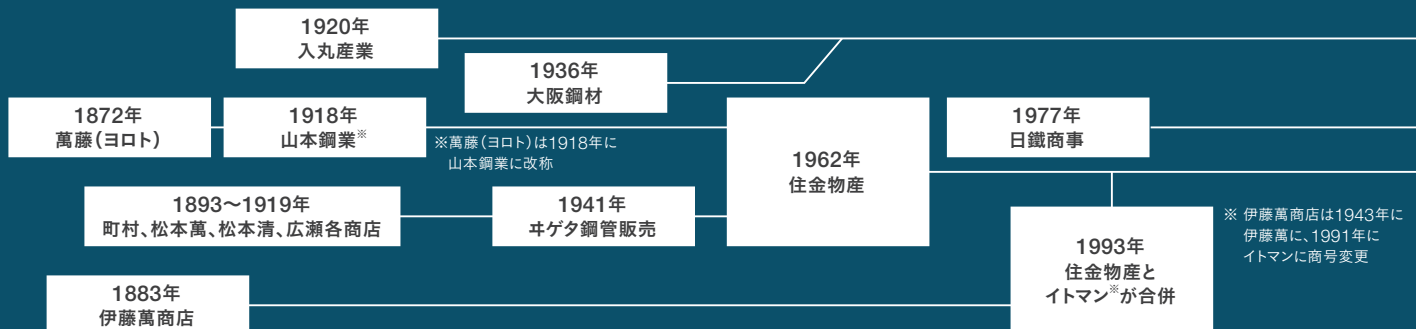 1920年
入丸産業
1936年
大阪鋼材
1872年
萬藤(ヨロト)
1918年
山本鋼業※
※萬藤(ヨロト)は1918年に
山本鋼業に改称
1962年
住金物産
1977年
日鐵商事
1893〜1919年
町村、松本萬、松本清、広瀬各商店
1941年
ヰゲタ鋼管販売
1993年
住金物産と
イトマン※が合併
※ 伊藤萬商店は1943年に
伊藤萬に、1991年に
イトマンに商号変更
1883年
伊藤萬商店